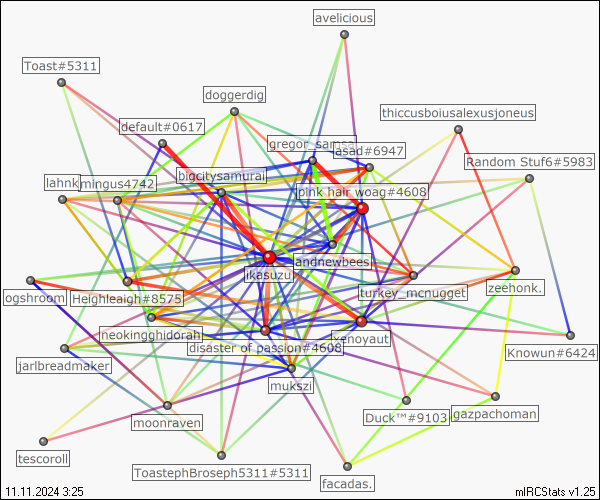 avelicious
Toast#5311
doggerdig
thiccusboiusalexusjoneus
default#0617
gregor_samsa
asad#6947
Random Stuf6#5983
bigcitysamurai
lahnk
mingus4742
pink hair woag#4608
andnewbeesi
ikasuzu
ogshroom
Heighleaigh#8575
turkey_mcnugget
zeehonk.
neokingghidorah
disaster of passion#4608
xenoyaut
Knowun#6424
jarlbreadmaker
mukszi
moonraven
Duck™#9103
gazpachoman
tescoroll
ToastephBroseph5311#5311
facadas.
11.11.2024 3:25
mIRCStats v1.25